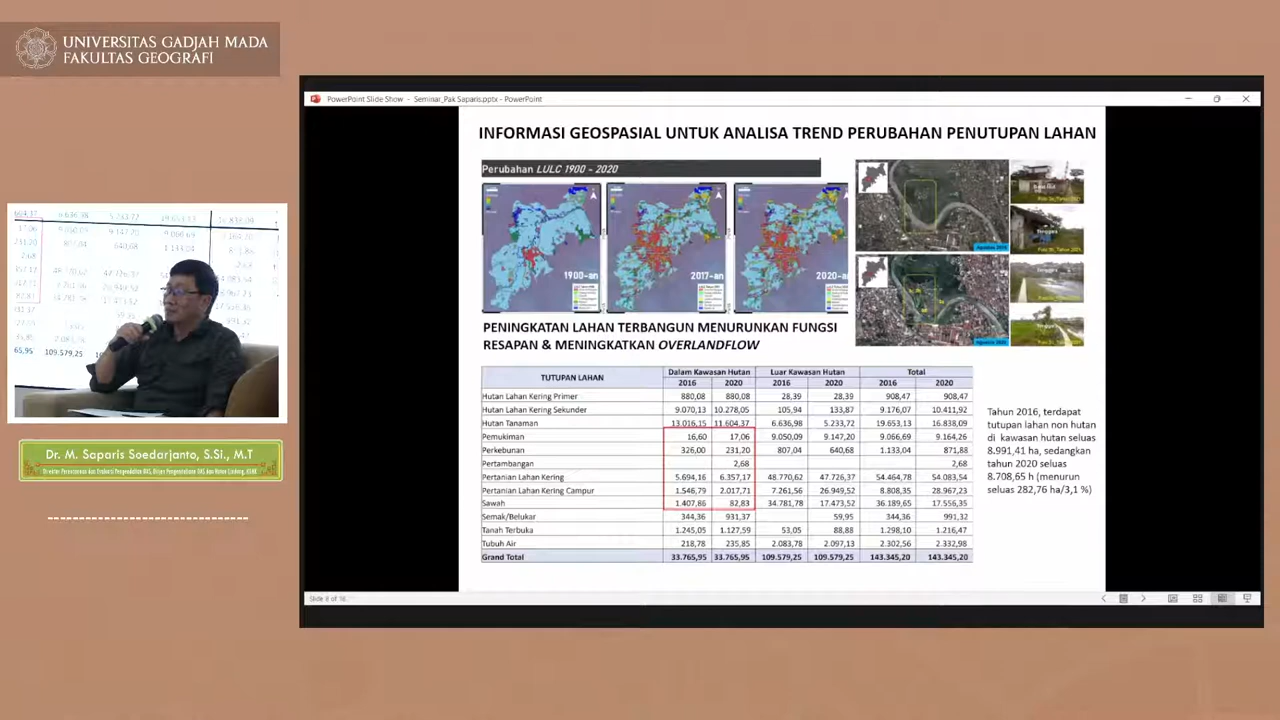 UNIVERSITAS GADJAH MADA
FAKULTAS GEOGRAFI
PowerPoint Slide Show - Seminar_Pak Saparis.pptx - PowerPoint
INFORMASI GEOSPASIAL UNTUK ANALISA TREND PERUBAHAN PENUTUPAN LAHAN
Perubahan LULC 1900 - 2020
1900-an
2017-an
2020-an
PENINGKATAN LAHAN TERBANGUN MENURUNKAN FUNGSI
RESAPAN & MENINGKATKAN OVERLANDFLOW
TUTUPAN LAHAN Dalam Kawasan Hutan Luar Kawasan Hutan Total
2016 2020 2016 2020 2016 2020
Hutan Lahan Kering Primer 880,08 880,08 28,39 28,39 908,47 908,47
Hutan Lahan Kering Sekunder 9.070,13 10.278,05 105,94 133,87 9.176,07 10.411,92
Hutan Tanaman 13.016,15 11.604,37 6.636,98 5.233,72 19.653,13 16.838,09
Pemukiman 16,60 17,06 9.050,09 9.147,20 9.066,69 9.164,26
Perkebunan 326,00 231,20 807,04 640,68 1.133,04 871,88
Pertambangan 2,68 2,68
Pertanian Lahan Kering 5.694,16 6.357,17 48.770,62 47.726,37 54.464,78 54.083,54
Pertanian Lahan Kering Campur 1.546,79 2.017,71 7.261,56 26.949,52 8.808,35 28.967,23
Sawah 1.407,86 82,83 34.781,78 17.473,52 36.189,65 17.556,35
Semak/Belukar 344,36 931,37 59,95 344,36 991,32
Tanah Terbuka 1.245,05 1.127,59 53,05 88,88 1.298,10 1.216,47
Tubuh Air 218,78 235,85 2.083,78 2.097,13 2.302,56 2.332,98
Grand Total 33.765,95 33.765,95 109.579,25 109.579,25 143.345,20 143.345,20
Tahun 2016, terdapat
tutupan lahan non hutan
di kawasan hutan seluas
8.991,41 ha, sedangkan
tahun 2020 seluas
8.708,65 h (menurun
seluas 282,76 ha/3,1 %)
Dr. M. Saparis Soedarjanto, S.Si., M.T
Slide 8 of 16